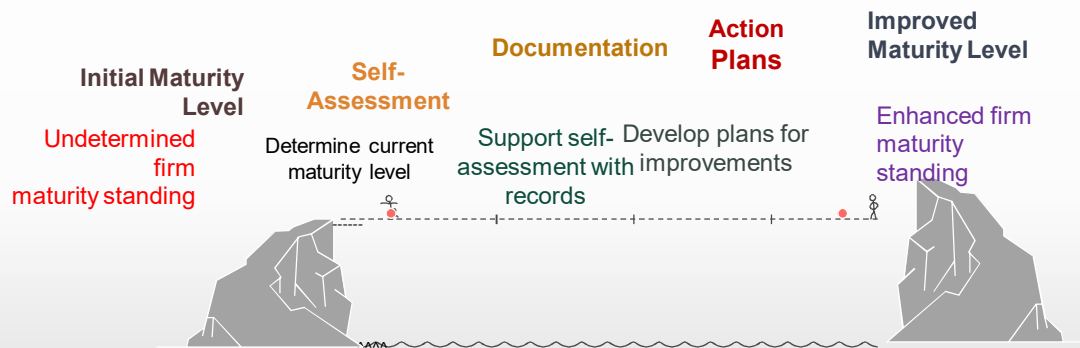 Initial Maturity
Level
Undetermined
firm
maturity standing
Self-
Assessment
Determine current
maturity level
Documentation
Support self-
assessment with
records
Action
Plans
Develop plans for
improvements
Improved
Maturity Level
Enhanced firm
maturity
standing